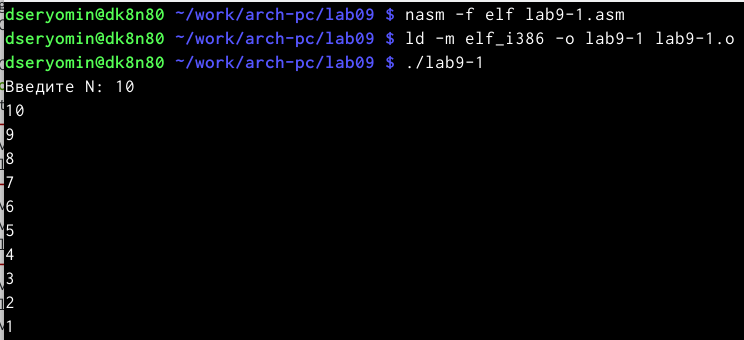 dseryomin@dk8n80 ~/work/arch-pc/lab09 $ nasm -f elf lab9-1.asm
dseryomin@dk8n80 ~/work/arch-pc/lab09 $ ld -m elf_i386 -o lab9-1 lab9-1.o
dseryomin@dk8n80 ~/work/arch-pc/lab09 $ ./lab9-1
Введите N: 10
10
9
8
7
6
5
4
3
2
1